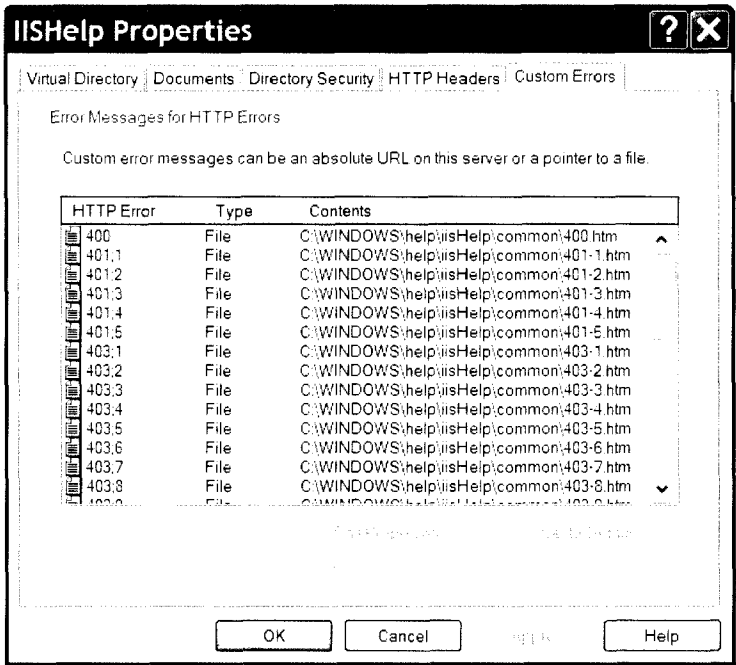 IISHelp Properties
Virtual Directory Documents Directory Security HTTP Headers Custom Errors
Error Messages for HTTP Errors
Custom error messages can be an absolute URL on this server or a pointer to a file.
HTTP Error Type Contents
400 File C:\WINDOWS\help\iisHelp\common\400.htm
401;1 File C:\WINDOWS\help\iisHelp\common\401-1.htm
401;2 File C:\WINDOWS\help\iisHelp\common\401-2.htm
401;3 File C:\WINDOWS\help\iisHelp\common\401-3.htm
401;4 File C:\WINDOWS\help\iisHelp\common\401-4.htm
401;5 File C:\WINDOWS\help\iisHelp\common\401-5.htm
403;1 File C:\WINDOWS\help\iisHelp\common\403-1.htm
403;2 File C:\WINDOWS\help\iisHelp\common\403-2.htm
403;3 File C:\WINDOWS\help\iisHelp\common\403-3.htm
403;4 File C:\WINDOWS\help\iisHelp\common\403-4.htm
403;5 File C:\WINDOWS\help\iisHelp\common\403-5.htm
403;6 File C:\WINDOWS\help\iisHelp\common\403-6.htm
403;7 File C:\WINDOWS\help\iisHelp\common\403-7.htm
403;8 File C:\WINDOWS\help\iisHelp\common\403-8.htm
OK Cancel Help